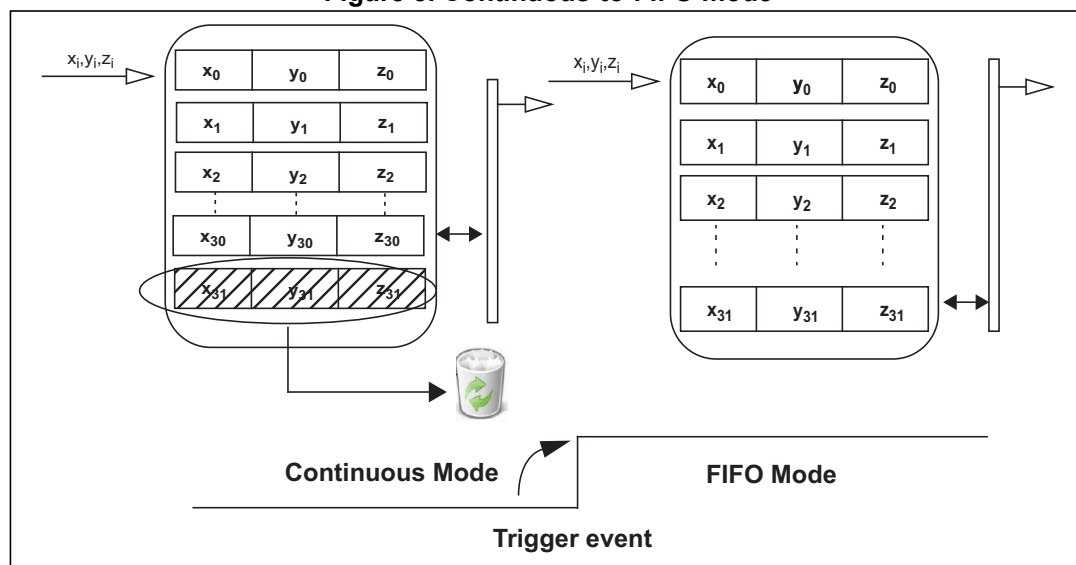 Figure 8. Continuous-to-FIFO mode
xi,yi,zi
x0 y0 z0
x1 y1 z1
x2 y2 z2
x30 y30 z30
x31 y31 z31
xi,yi,zi
x0 y0 z0
x1 y1 z1
x2 y2 z2
x31 y31 z31
Continuous Mode
FIFO Mode
Trigger event